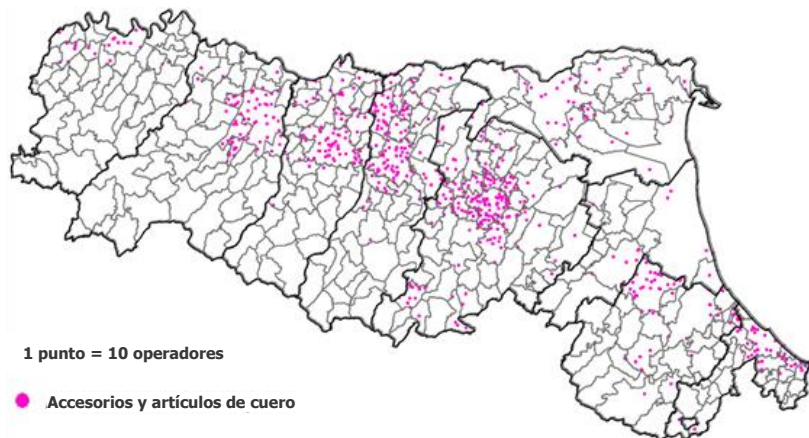 1 punto = 10 operadores
Accesorios y artículos de cuero